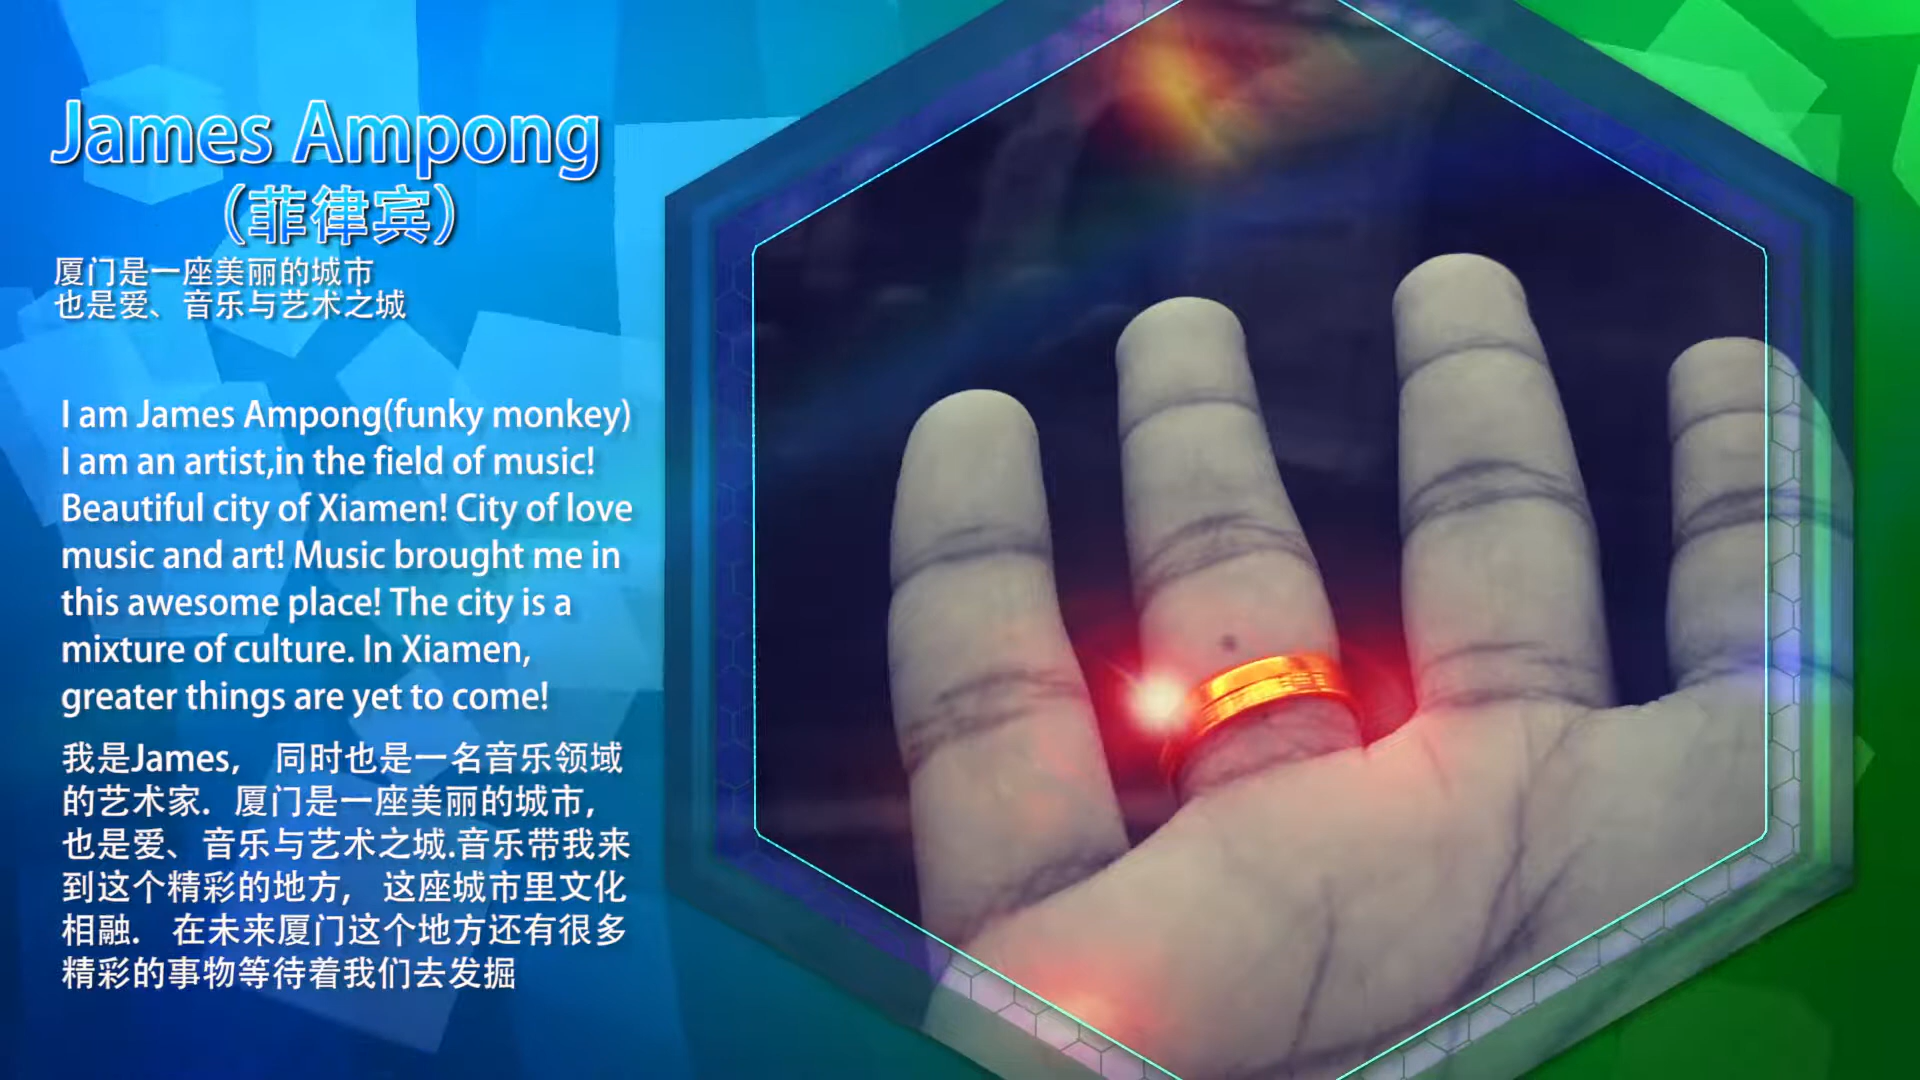 James Ampong
（菲律宾）
厦门是一座美丽的城市
也是爱、音乐与艺术之城
I am James Ampong(funky monkey)
I am an artist,in the field of music!
Beautiful city of Xiamen! City of love
music and art! Music brought me in
this awesome place! The city is a
mixture of culture. In Xiamen,
greater things are yet to come!
我是James， 同时也是一名音乐领域
的艺术家. 厦门是一座美丽的城市，
也是爱、音乐与艺术之城.音乐带我来
到这个精彩的地方， 这座城市里文化
相融. 在未来厦门这个地方还有很多
精彩的事物等待着我们去发掘